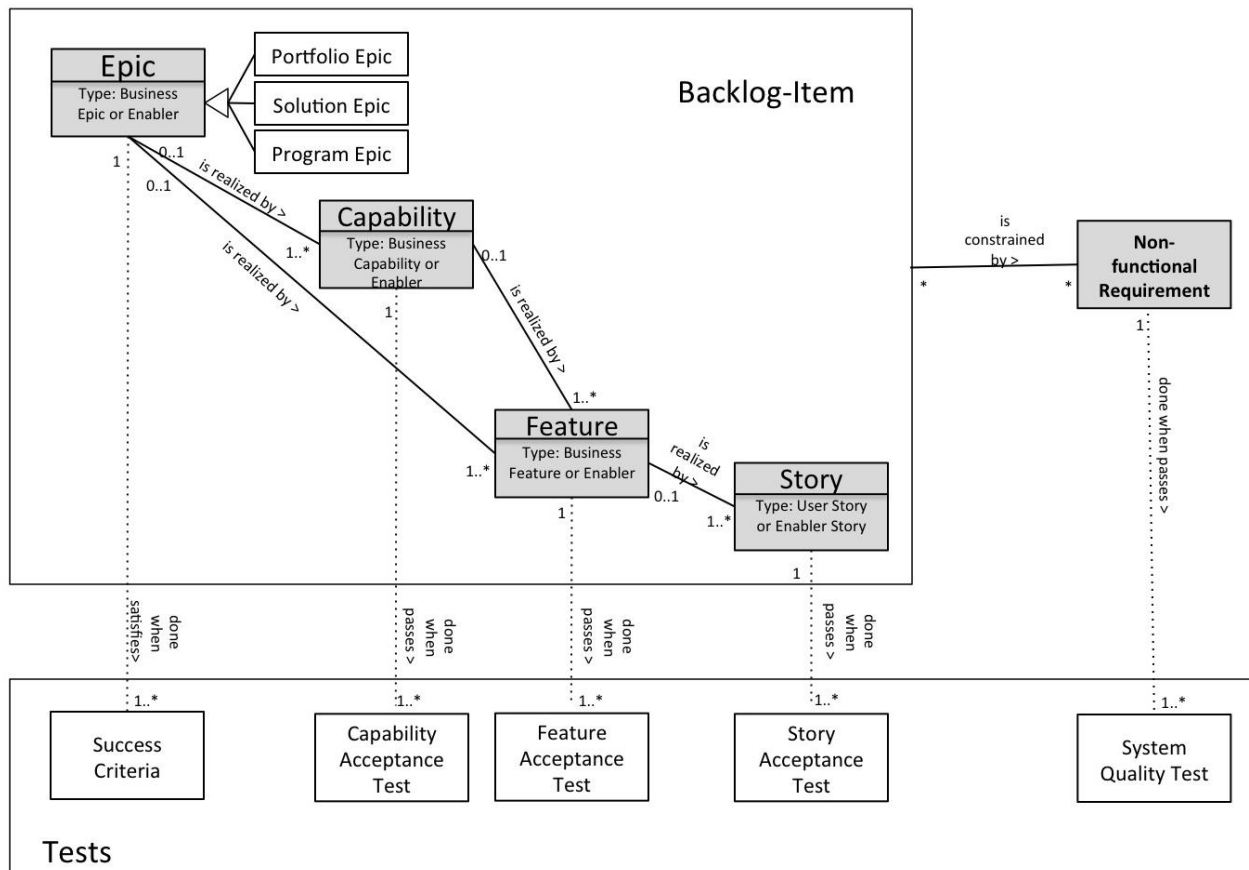 Epic
Type: Business
Epic or Enabler
Portfolio Epic
Solution Epic
Program Epic
Backlog-Item
1
0..1
0..1
is realized by >
is realized by >
1..*
Capability
Type: Business
Capability or
Enabler
0..1
1
is realized by >
1..*
1..*
Feature
Type: Business
Feature or Enabler
1
0..1
is
realized
by >
1..*
Story
Type: User Story
or Enabler Story
1
is
constrained
by >
*
*
Non-
functional
Requirement
1
done when passes >
done
when
satisfies>
done
when
passes >
done
when
passes >
done
when
passes >
1..*
1..*
1..*
1..*
1..*
Success
Criteria
Capability
Acceptance
Test
Feature
Acceptance
Test
Story
Acceptance
Test
System
Quality Test
Tests